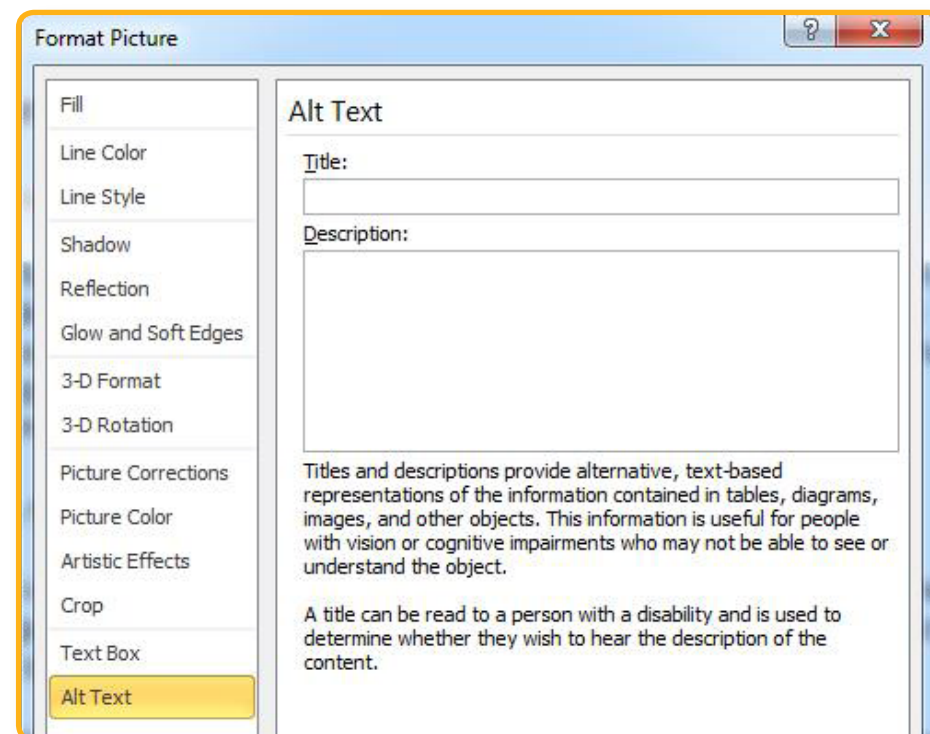 Format Picture
Fill
Line Color
Line Style
Shadow
Reflection
Glow and Soft Edges
3-D Format
3-D Rotation
Picture Corrections
Picture Color
Artistic Effects
Crop
Text Box
Alt Text
Alt Text
Title:
Description:
Titles and descriptions provide alternative, text-based
representations of the information contained in tables, diagrams,
images, and other objects. This information is useful for people
with vision or cognitive impairments who may not be able to see or
understand the object.
A title can be read to a person with a disability and is used to
determine whether they wish to hear the description of the
content.